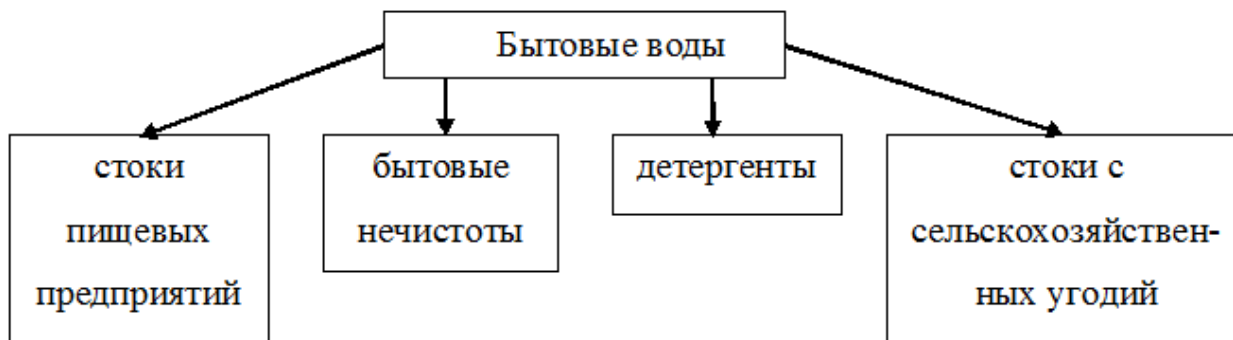 Бытовые воды
стоки
пищевых
предприятий
бытовые
нечистоты
детергенты
стоки с
сельскохозяйствен-
ных угодий